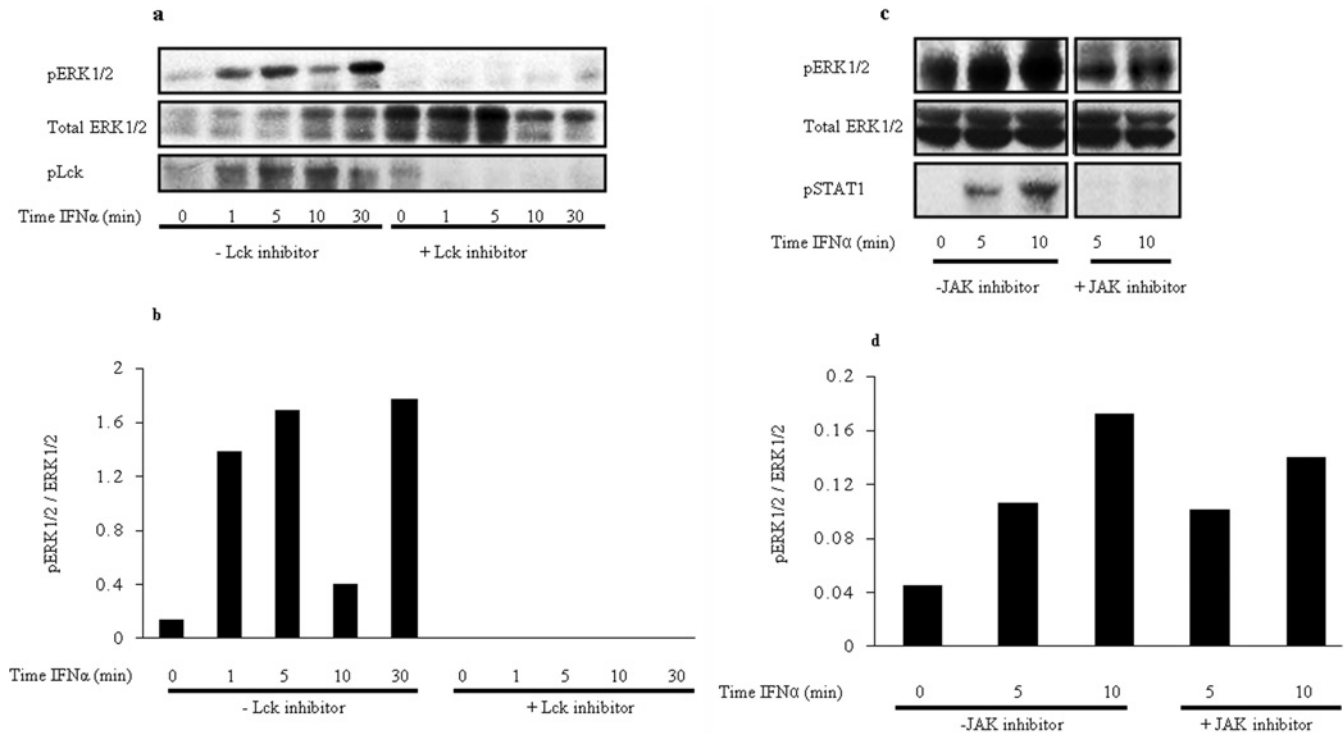 a
pERK1/2
Total ERK1/2
pLck
Time IFNα (min) 0 1 5 10 30 0 1 5 10 30
- Lck inhibitor + Lck inhibitor
c
pERK1/2
Total ERK1/2
pSTAT1
Time IFNα (min) 0 5 10 5 10
-JAK inhibitor + JAK inhibitor
b
pERK1/2 / ERK1/2
2
1.6
1.2
0.8
0.4
0
Time IFNα (min) 0 1 5 10 30 0 1 5 10 30
- Lck inhibitor + Lck inhibitor
d
pERK1/2 / ERK1/2
0.2
0.16
0.12
0.08
0.04
0
Time IFNα (min) 0 5 10 5 10
-JAK inhibitor + JAK inhibitor